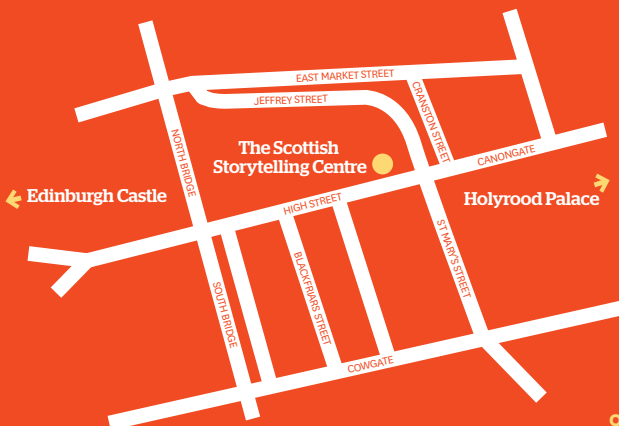 EAST MARKET STREET
JEFFREY STREET
CRANSTON STREET
NORTH BRIDGE
The Scottish
Storytelling Centre
CANONGATE
Edinburgh Castle
HIGH STREET
Holyrood Palace
ST MARY'S STREET
SOUTH BRIDGE
BLACKFRIARS STREET
COWGATE